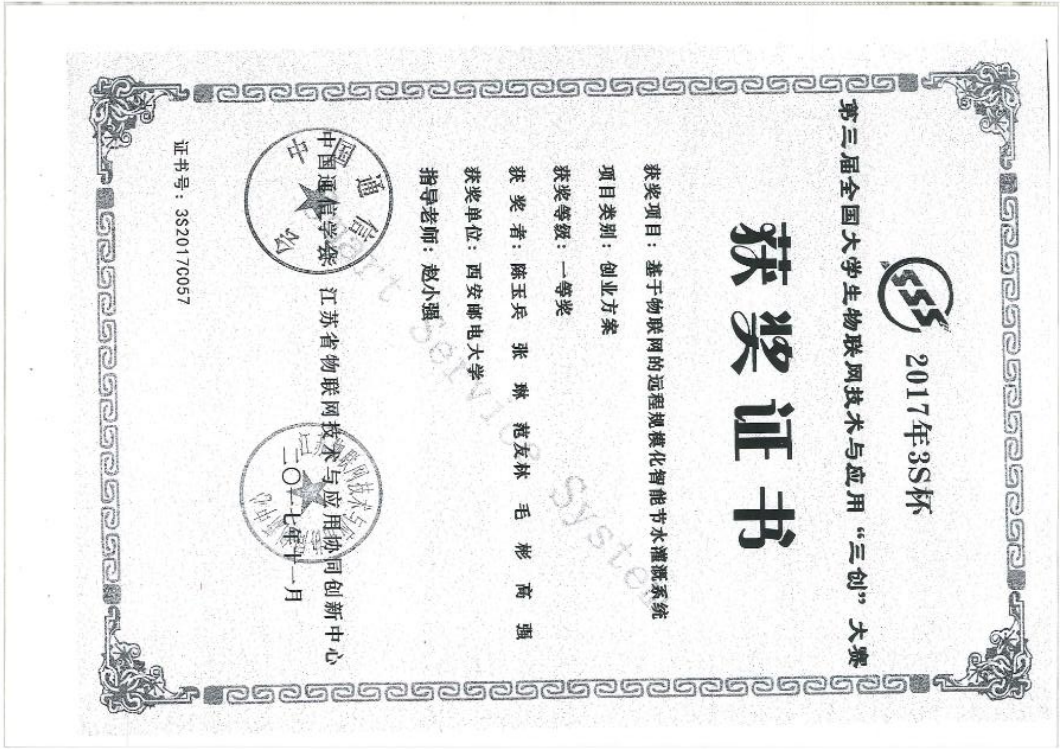 SSS 2017年3S杯
第三届全国大学生物联网技术与应用“三创”大赛
获奖证书
获奖项目：基于物联网的远程规模化智能节水灌溉系统
项目类别：创业方案
获奖等级：一等奖
获 奖 者：陈玉兵 张 琳 范友林 毛 彬 高 强
获奖单位：西安邮电大学
指导老师：赵小强
中国通信学会 江苏省物联网技术与应用协同创新中心
二〇一七年十一月
证书号：3S2017C057
中国通信
Smart Service System